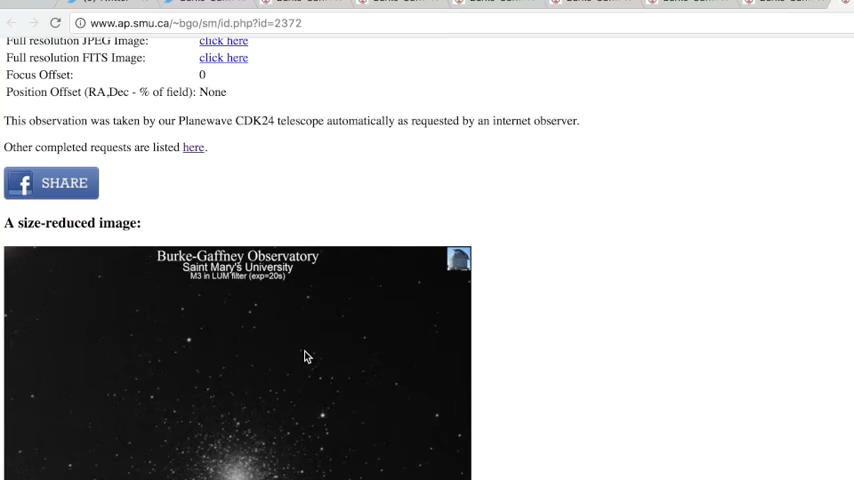 www.ap.smu.ca/~bgo/sm/id.php?id=2372
Full resolution JPEG Image: click here
Full resolution FITS Image: click here
Focus Offset: 0
Position Offset (RA,Dec - % of field): None
This observation was taken by our Planewave CDK24 telescope automatically as requested by an internet observer.
Other completed requests are listed here.
f SHARE
A size-reduced image:
Burke-Gaffney Observatory
Saint Mary's University
M3 in LUM filter (exp=20s)